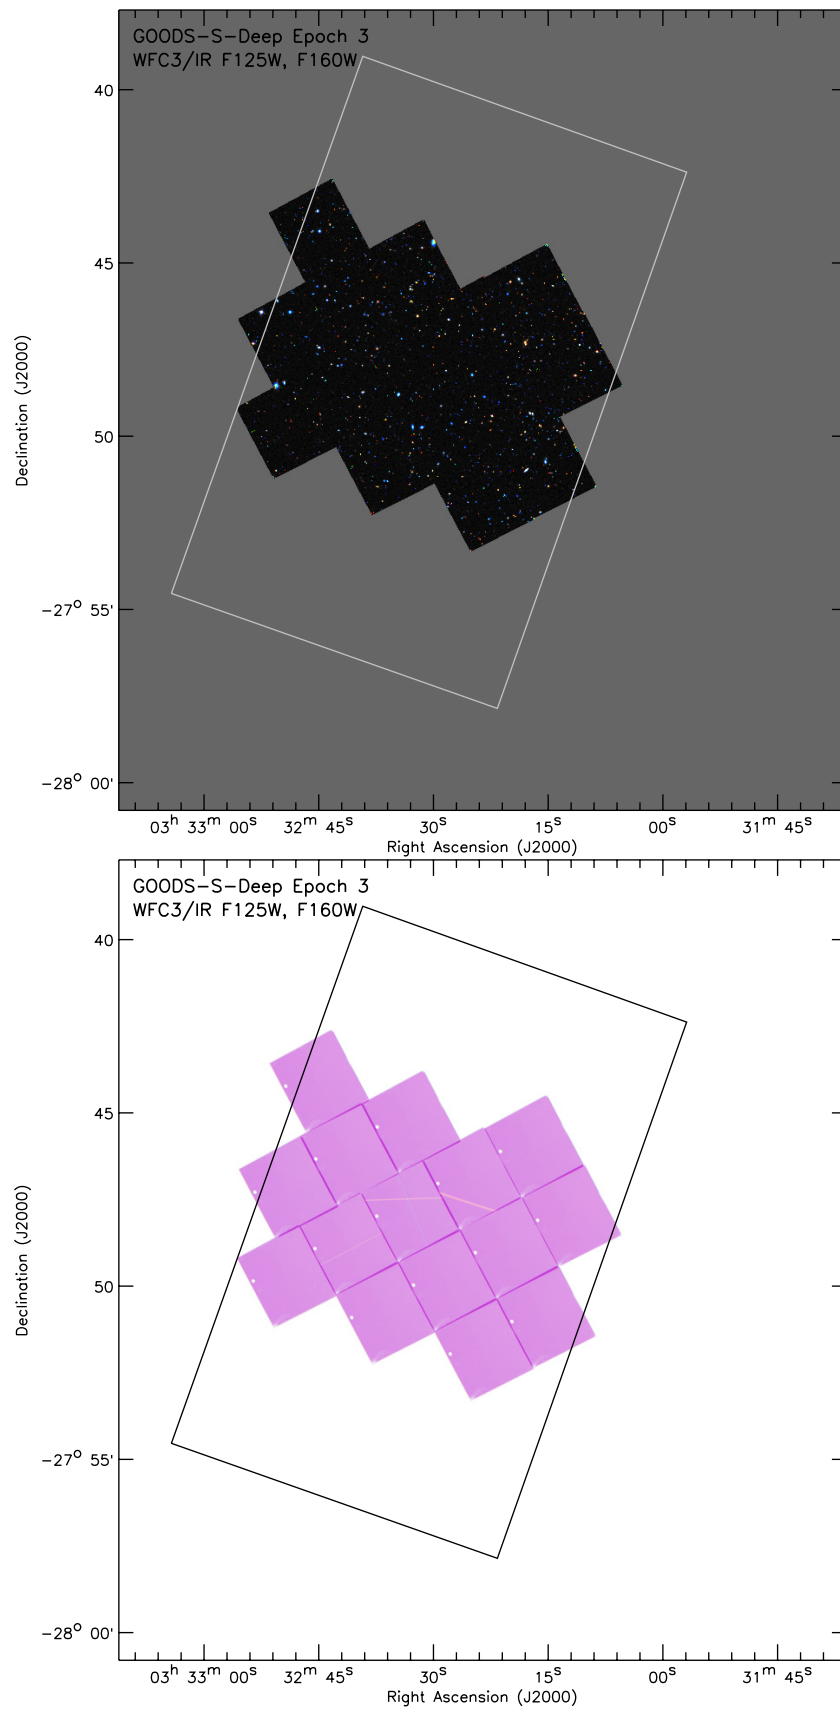 GOODS-S-Deep Epoch 3
WFC3/IR F125W, F160W
40
45
50
-27° 55'
-28° 00'
Declination (J2000)
03ʰ 33ᵐ 00ˢ 32ᵐ 45ˢ 30ˢ 15ˢ 00ˢ 31ᵐ 45ˢ
Right Ascension (J2000)
GOODS-S-Deep Epoch 3
WFC3/IR F125W, F160W
40
45
50
-27° 55'
-28° 00'
Declination (J2000)
03ʰ 33ᵐ 00ˢ 32ᵐ 45ˢ 30ˢ 15ˢ 00ˢ 31ᵐ 45ˢ
Right Ascension (J2000)